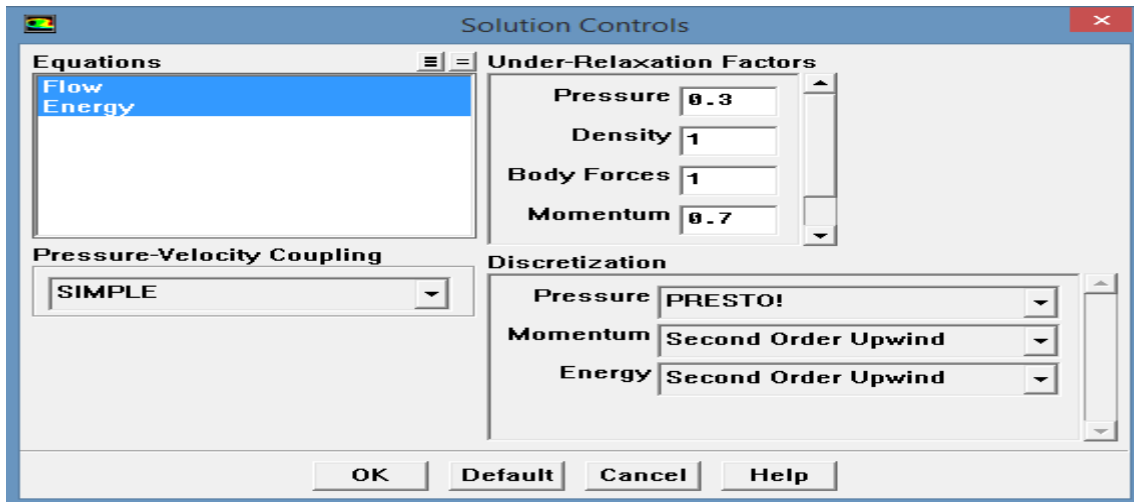 Solution Controls
Equations
Flow
Energy
Under-Relaxation Factors
Pressure 0.3
Density 1
Body Forces 1
Momentum 0.7
Pressure-Velocity Coupling
SIMPLE
Discretization
Pressure PRESTO!
Momentum Second Order Upwind
Energy Second Order Upwind
OK Default Cancel Help